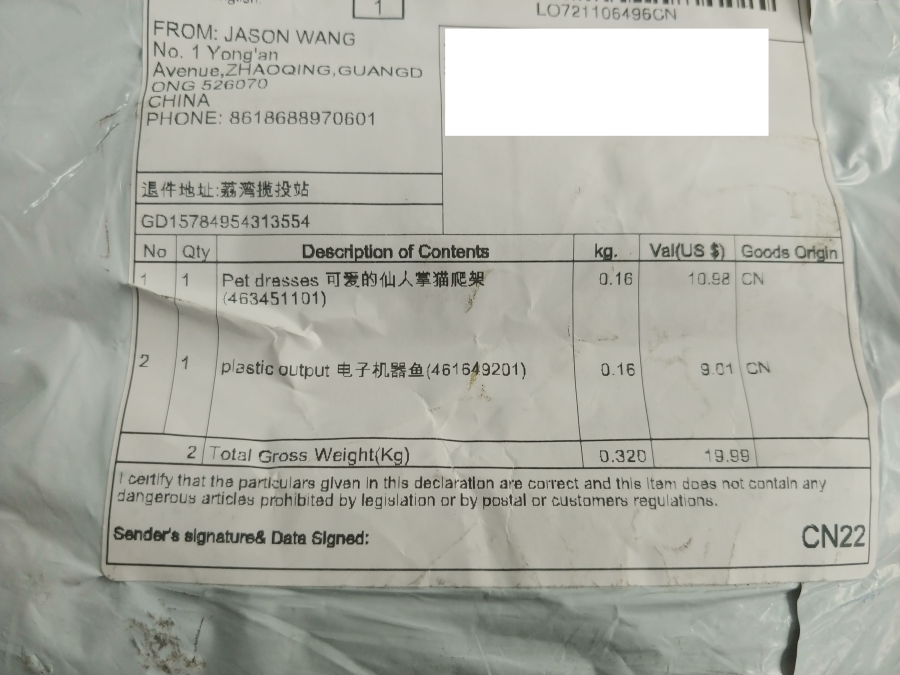 1
LO721106496CN
FROM: JASON WANG
No. 1 Yong'an
Avenue,ZHAOQING,GUANGD
ONG 526070
CHINA
PHONE: 8618688970601
退件地址:荔湾揽投站
GD15784954313554
No Qty Description of Contents kg. Val(US $) Goods Origin
1 1 Pet dresses 可爱的仙人掌猫爬架 0.16 10.98 CN
(463451101)
2 1 plastic output 电子机器鱼(461649201) 0.16 9.01 CN
2 Total Gross Weight(Kg) 0.320 19.99
I certify that the particulars given in this declaration are correct and this item does not contain any
dangerous articles prohibited by legislation or by postal or customers regulations.
Sender's signature& Data Signed:
CN22